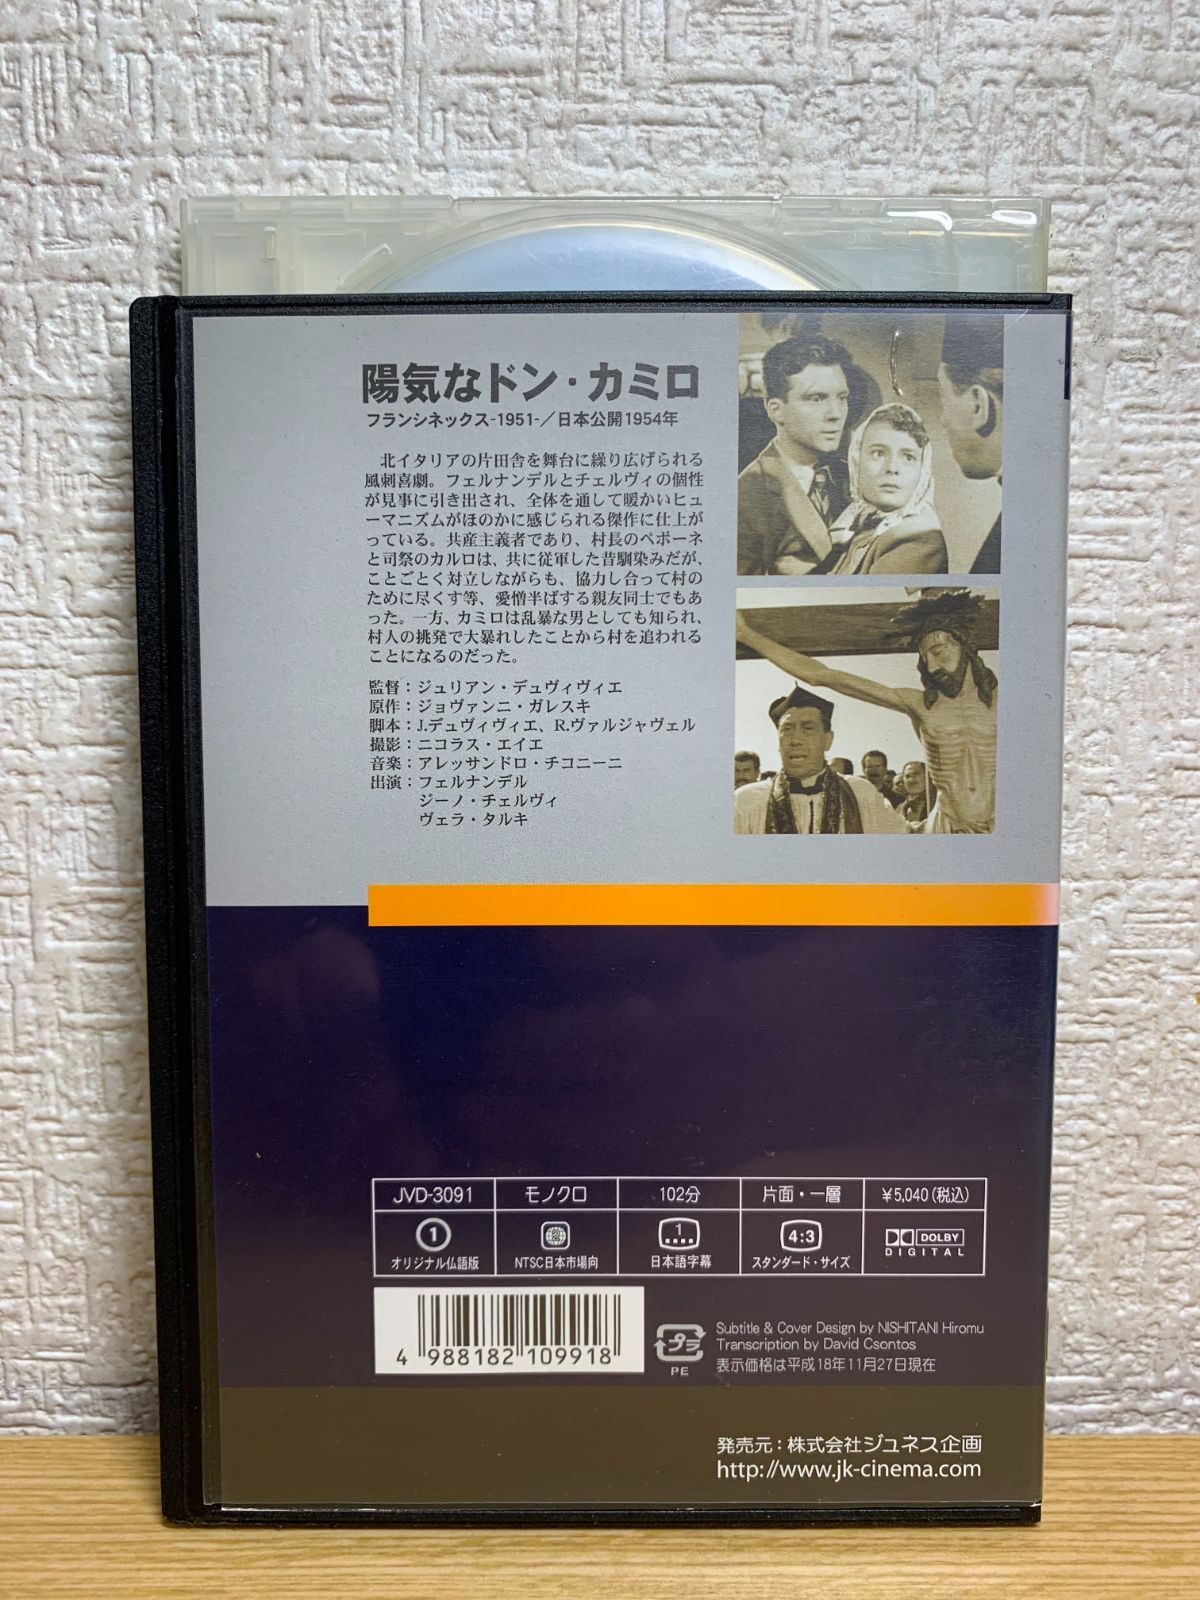 陽気なドン・カミロ
フランシネックス-1951-／日本公開1954年
北イタリアの片田舎を舞台に繰り広げられる
風刺喜劇。フェルナンデルとチェルヴィの個性
が見事に引き出され、全体を通して暖かいヒュ
ーマニズムがほのかに感じられる傑作に仕上が
っている。共産主義者であり、村長のペポーネ
と司祭のカルロは、共に従軍した昔馴染みだが、
ことごとく対立しながらも、協力し合って村の
ために尽くす等、愛憎半ばする親友同士でもあ
った。一方、カミロは乱暴な男としても知られ、
村人の挑発で大暴れしたことから村を追われる
ことになるのだった。
監督：ジュリアン・デュヴィヴィエ
原作：ジョヴァンニ・ガレスキ
脚本：J.デュヴィヴィエ、R.ヴァルジャヴェル
撮影：ニコラス・エイエ
音楽：アレッサンドロ・チコニーニ
出演：フェルナンデル
ジーノ・チェルヴィ
ヴェラ・タルキ
JVD-3091 モノクロ 102分 片面・一層 ¥5,040(税込)
1 2 1 4:3 DOLBY
DIGITAL
オリジナル仏語版 NTSC日本市場向 日本語字幕 スタンダード・サイズ
4 988182 109918
プラ
PE
Subtitle & Cover Design by NISHITANI Hiromu
Transcription by David Csontos
表示価格は平成18年11月27日現在
発売元：株式会社ジュネス企画
http://www.jk-cinema.com